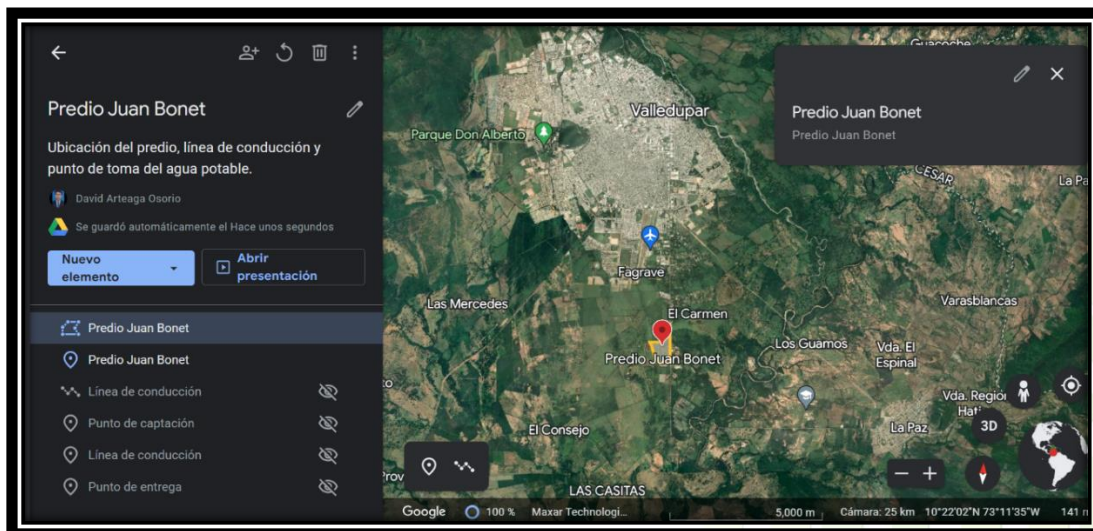 Predio Juan Bonet
Ubicación del predio, línea de conducción y
punto de toma del agua potable.
David Arteaga Osorio
Se guardó automáticamente el Hace unos segundos
Nuevo
elemento
Abrir
presentación
Predio Juan Bonet
Predio Juan Bonet
Línea de conducción
Punto de captación
Línea de conducción
Punto de entrega
Guacoche
Valledupar
Parque Don Alberto
Predio Juan Bonet
Predio Juan Bonet
CESAR
La Pa
Fagrave
Las Mercedes
El Carmen
Varasblancas
Predio Juan Bonet
Los Guamos
Vda. El
Espinal
Vda. Región
Hati
El Consejo
La Paz
3D
LAS CASITAS
Google
100 %
Maxar Technologi...
5,000 m
Cámara: 25 km
10°22'02"N 73°11'35"W
141 m